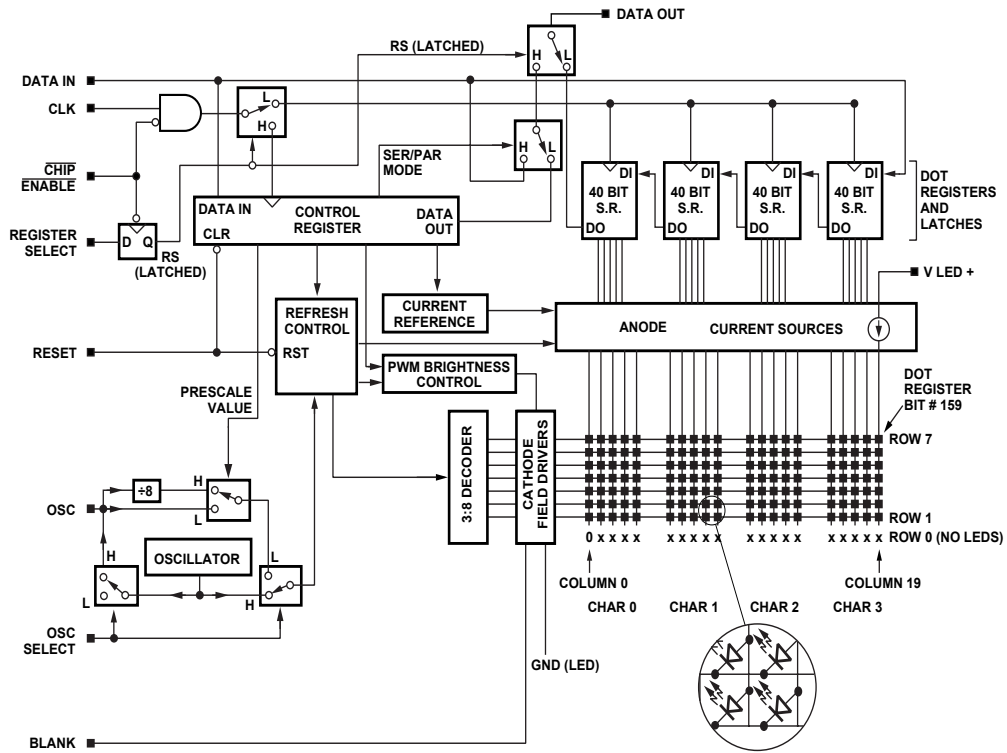 DATA OUT
RS (LATCHED)
H L
DATA IN
CLK
L
H
SER/PAR
MODE
H L
CHIP
ENABLE
DI DI DI DI
40 BIT 40 BIT 40 BIT 40 BIT
S.R. S.R. S.R. S.R.
DO DO DO DO
DOT
REGISTERS
AND
LATCHES
DATA IN
CONTROL
REGISTER
DATA
OUT
CLR
REGISTER
SELECT
D Q
RS
(LATCHED)
V LED +
REFRESH
CONTROL
RST
CURRENT
REFERENCE
ANODE CURRENT SOURCES
RESET
PWM BRIGHTNESS
CONTROL
PRESCALE
VALUE
DOT
REGISTER
BIT # 159
3:8 DECODER
CATHODE
FIELD DRIVERS
ROW 7
ROW 1
ROW 0 (NO LEDS)
0 x x x x x x x x x x x x x x x x x x x
÷8
H
L
OSC
H
L
OSCILLATOR
L
H
COLUMN 0
COLUMN 19
CHAR 0 CHAR 1 CHAR 2 CHAR 3
OSC
SELECT
GND (LED)
BLANK